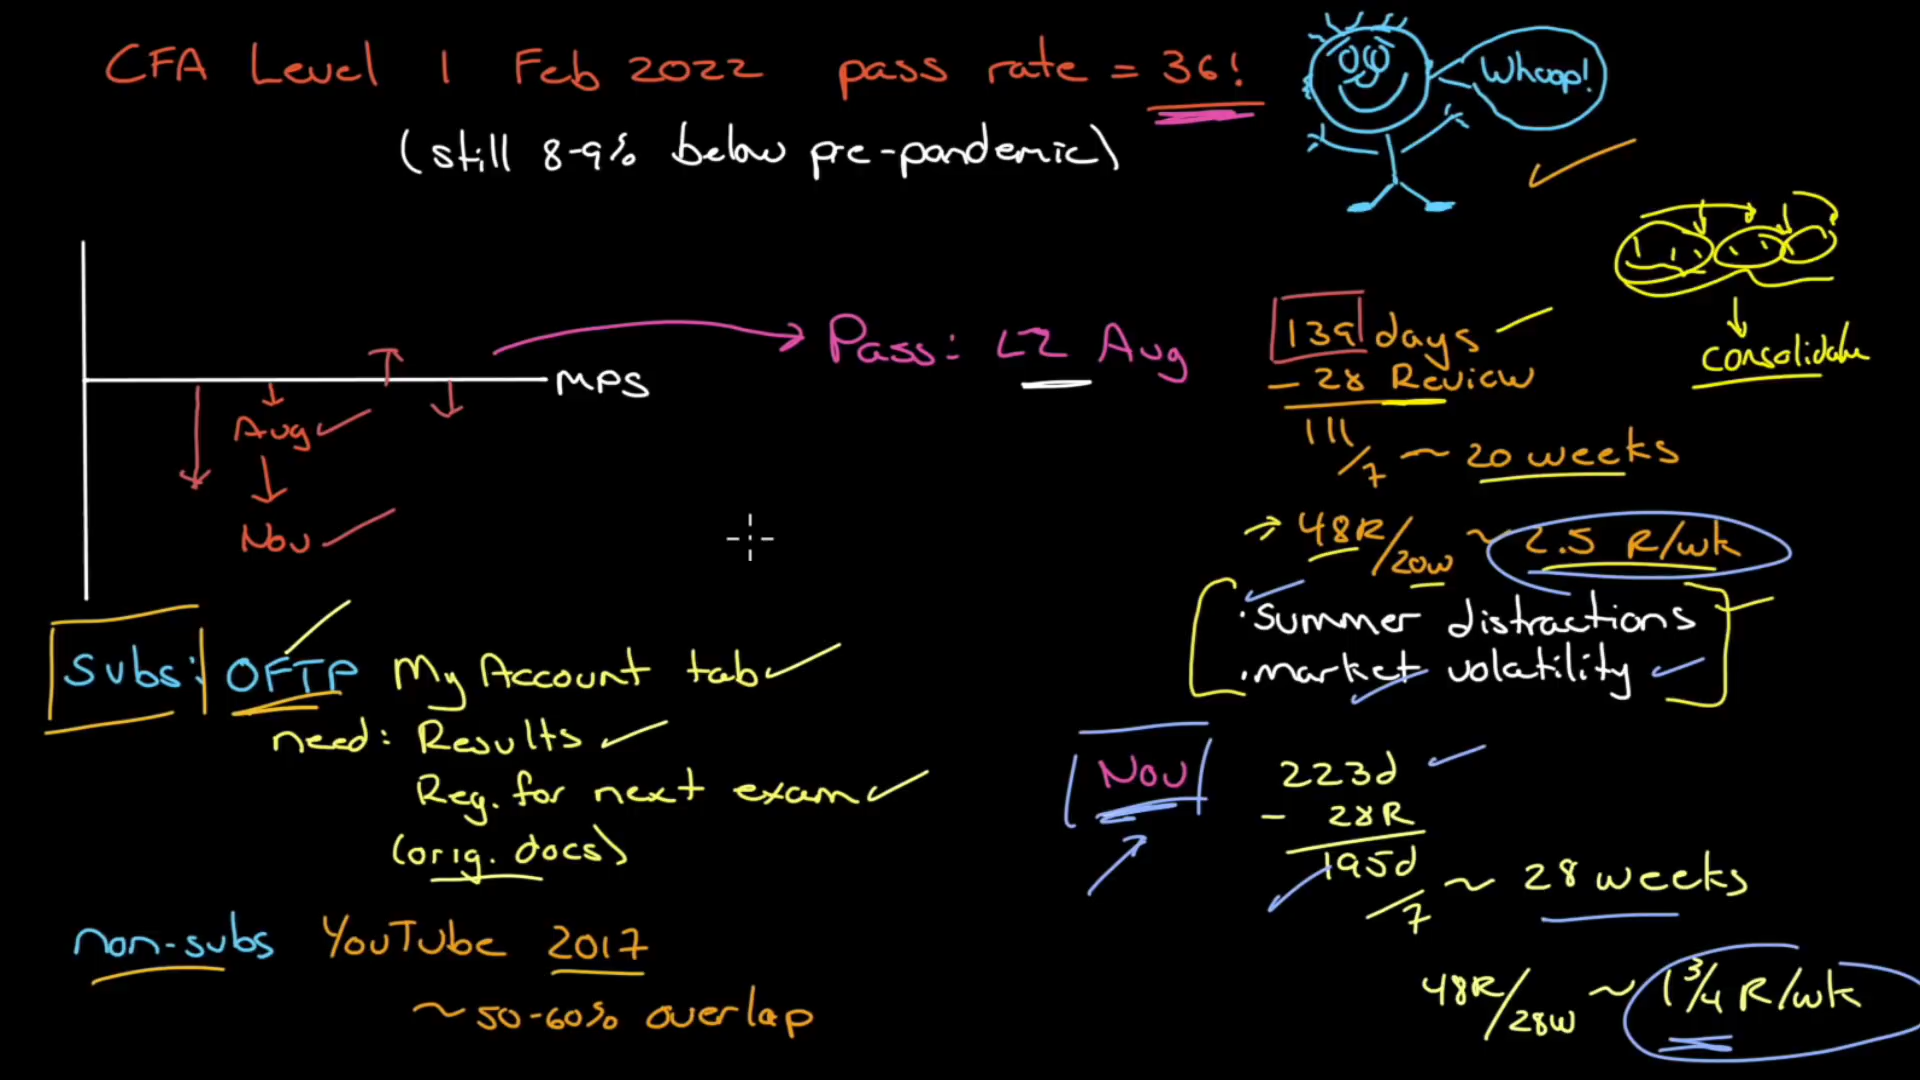 CFA Level 1 Feb 2022 pass rate = 36!
Whoop!
(still 8-9% below pre-pandemic)
MPS
Aug
Nov
Pass: L2 Aug
139 days
- 28 Review
111/7 ~ 20 weeks
consolidate
→ 48R/20w ~ 2.5 R/wk
· summer distractions
· market volatility
Subs: OFTP My Account tab
need: Results
Reg. for next exam
(orig. docs)
Nov 223d
- 28R
195d/7 ~ 28 weeks
48R/28w ~ 1 3/4 R/wk
non-subs YouTube 2017
~ 50-60% overlap